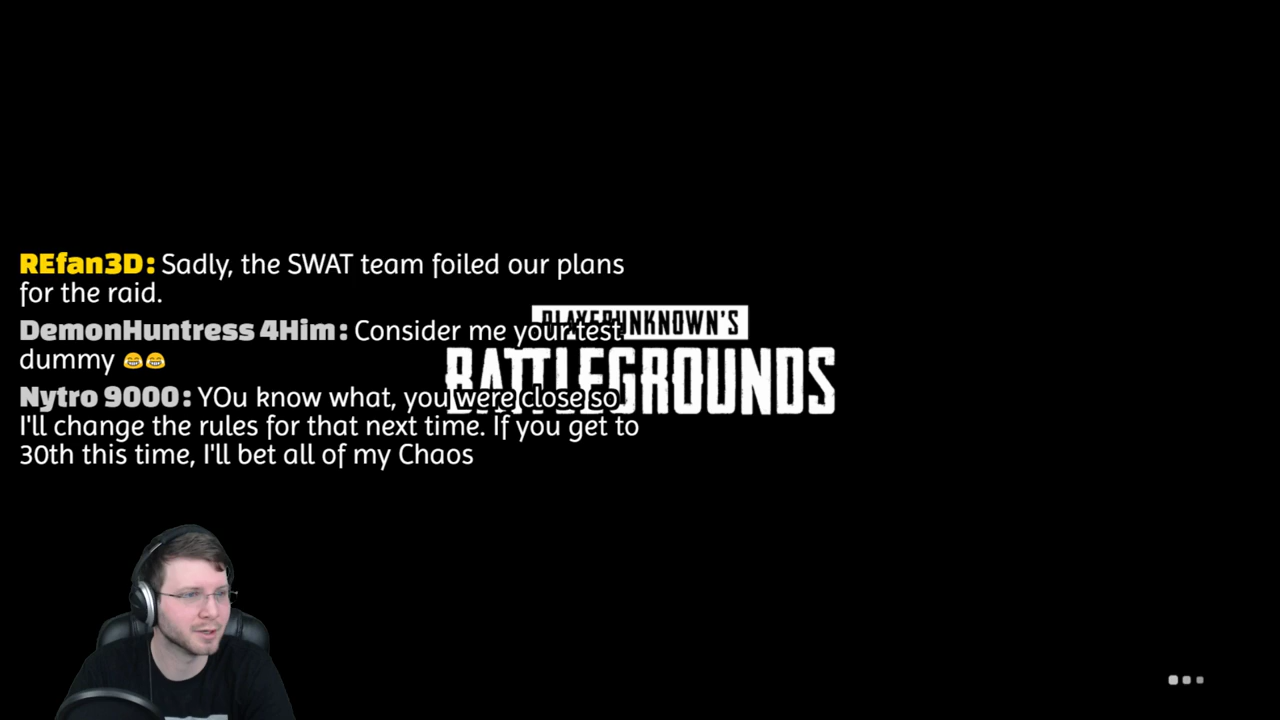 REfan3D: Sadly, the SWAT team foiled our plans
for the raid.
PLAYERUNKNOWN'S
DemonHuntress 4Him: Consider me your test
dummy 😂😂
BATTLEGROUNDS
Nytro 9000: YOu know what, you were close so
I'll change the rules for that next time. If you get to
30th this time, I'll bet all of my Chaos